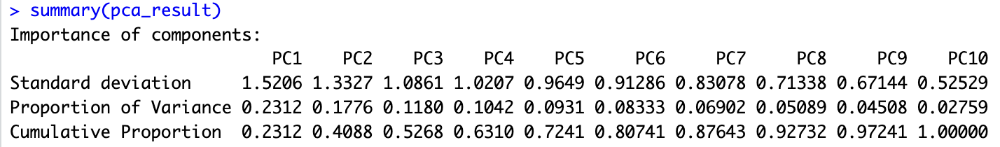 > summary(pca_result)
Importance of components:
                          PC1    PC2    PC3    PC4    PC5     PC6     PC7     PC8     PC9    PC10
Standard deviation     1.5206 1.3327 1.0861 1.0207 0.9649 0.91286 0.83078 0.71338 0.67144 0.52529
Proportion of Variance 0.2312 0.1776 0.1180 0.1042 0.0931 0.08333 0.06902 0.05089 0.04508 0.02759
Cumulative Proportion  0.2312 0.4088 0.5268 0.6310 0.7241 0.80741 0.87643 0.92732 0.97241 1.00000